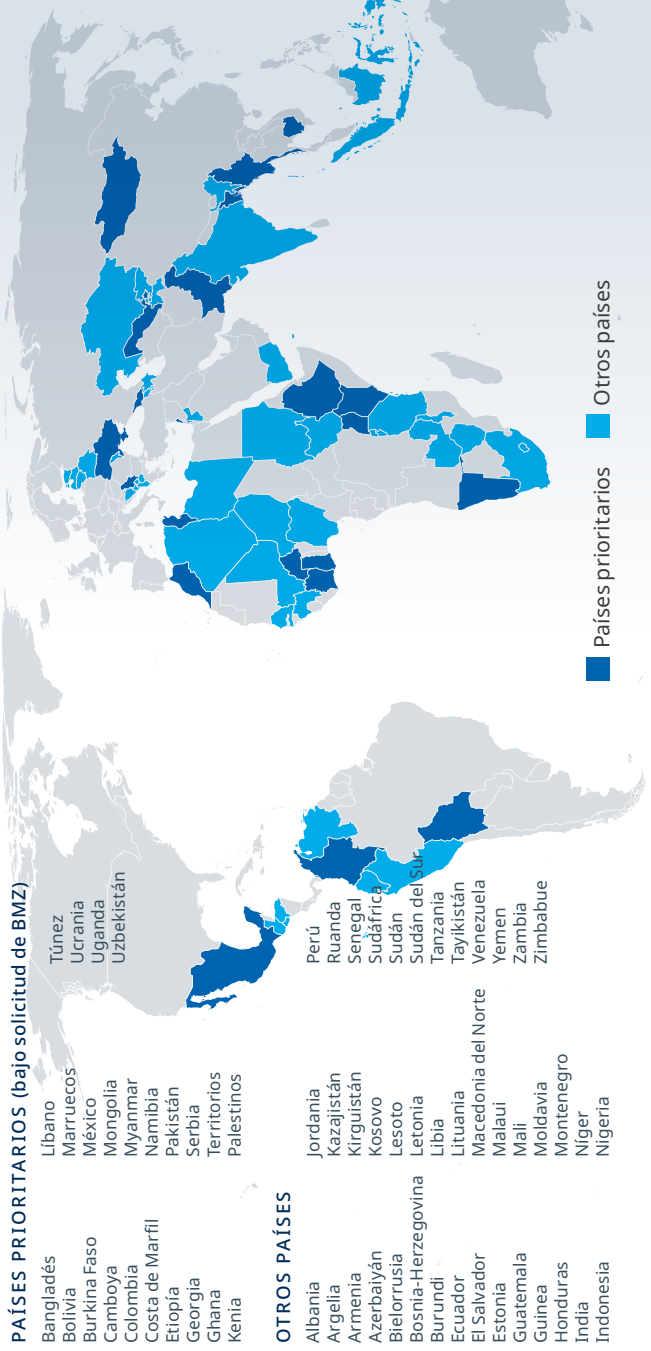 PAÍSES PRIORITARIOS (bajo solicitud de BMZ)
Bangladés
Bolivia
Burkina Faso
Camboya
Colombia
Costa de Marfil
Etiopía
Georgia
Ghana
Kenia
Líbano
Marruecos
México
Mongolia
Myanmar
Namibia
Pakistán
Serbia
Territorios
Palestinos
Túnez
Ucrania
Uganda
Uzbekistán
OTROS PAÍSES
Albania
Argelia
Armenia
Azerbaiyán
Bielorrusia
Bosnia-Herzegovina
Burundi
Ecuador
El Salvador
Estonia
Guatemala
Guinea
Honduras
India
Indonesia
Jordania
Kazajistán
Kirguistán
Kosovo
Lesoto
Letonia
Libia
Lituania
Macedonia del Norte
Malaui
Mali
Moldavia
Montenegro
Níger
Nigeria
Perú
Ruanda
Senegal
Sudáfrica
Sudán
Sudán del Sur
Tanzania
Tayikistán
Venezuela
Yemen
Zambia
Zimbabue
Países prioritarios
Otros países